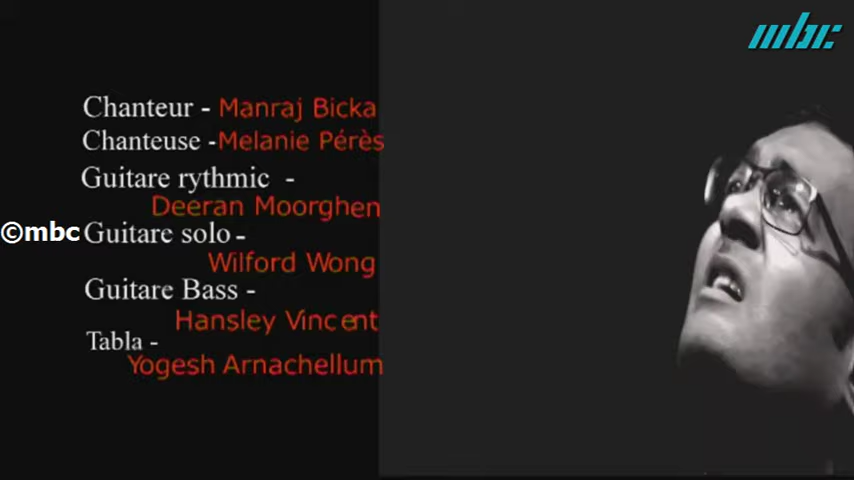 mbc
Chanteur - Manraj Bicka
Chanteuse -Melanie Pérès
Guitare rythmic -
Deeran Moorghen
©mbc
Guitare solo -
Wilford Wong
Guitare Bass -
Hansley Vincent
Tabla -
Yogesh Arnachellum